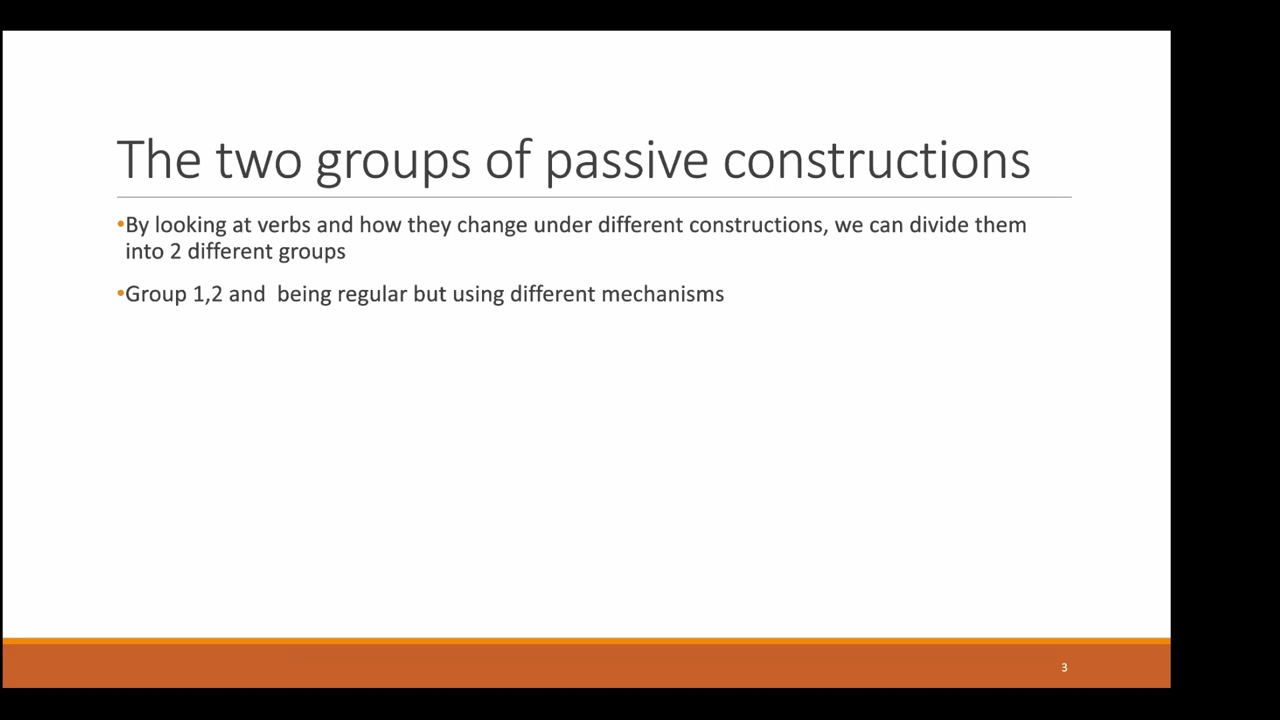 The two groups of passive constructions
•By looking at verbs and how they change under different constructions, we can divide them
into 2 different groups
•Group 1,2 and  being regular but using different mechanisms
3